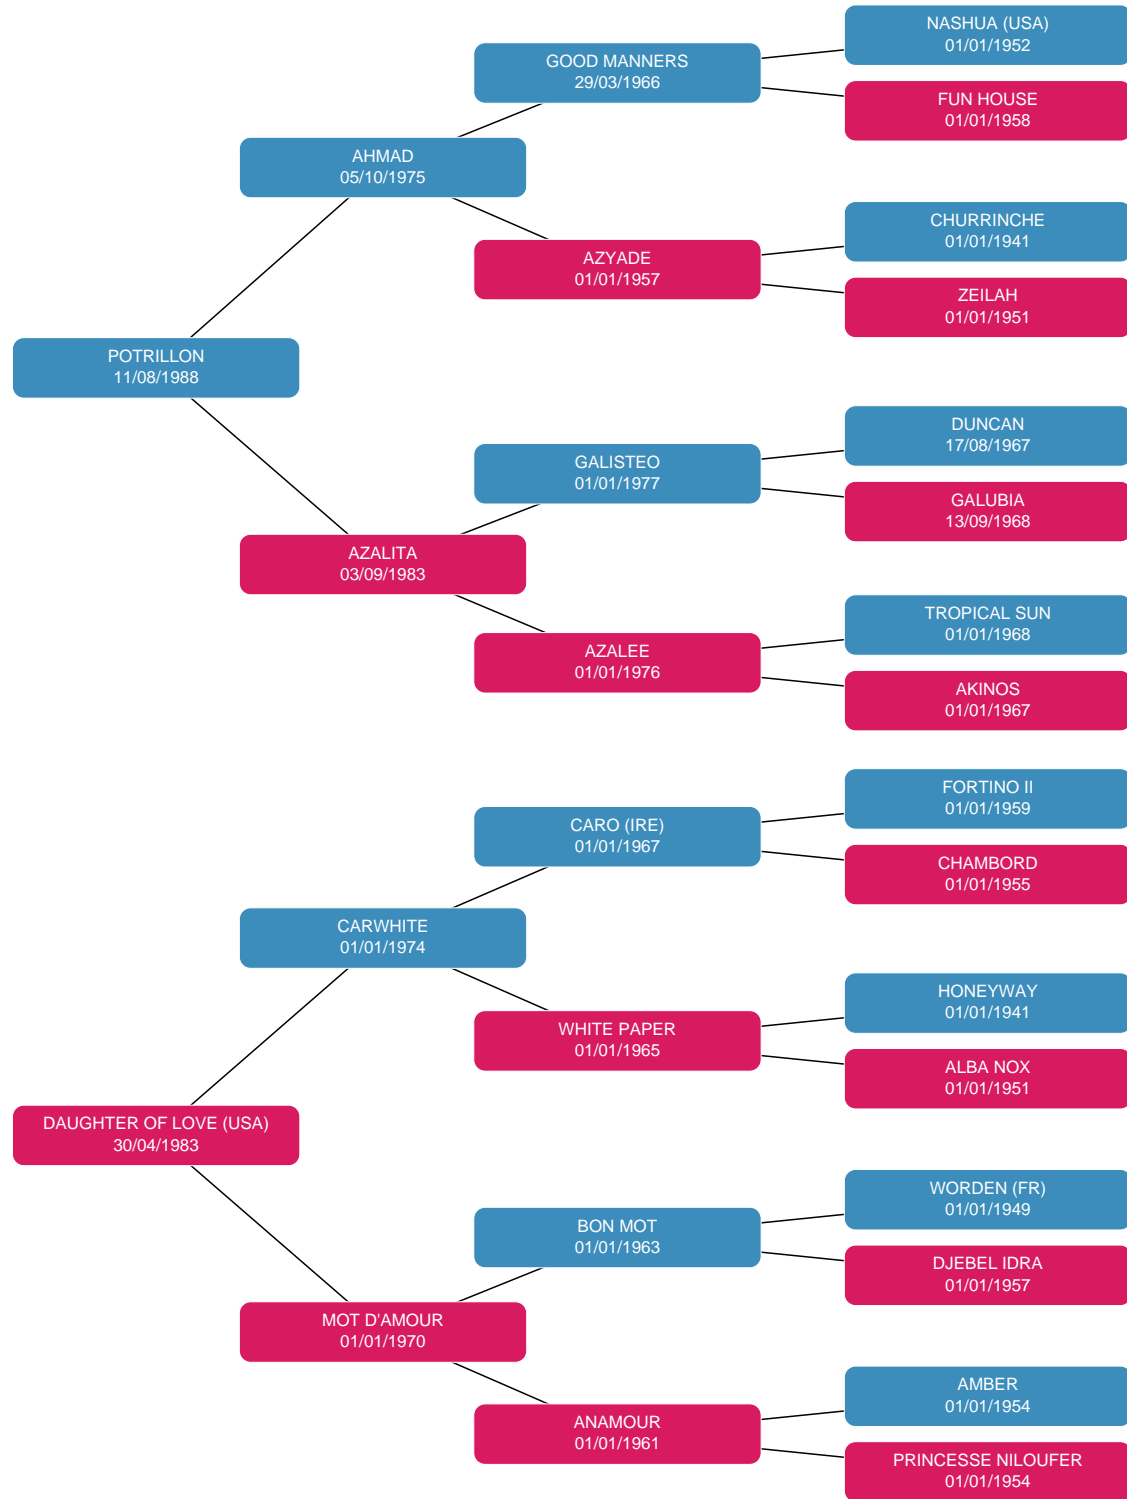 NASHUA (USA)
01/01/1952
GOOD MANNERS
29/03/1966
FUN HOUSE
01/01/1958
AHMAD
05/10/1975
CHURRINCHE
01/01/1941
AZYADE
01/01/1957
ZEILAH
01/01/1951
POTRILLON
11/08/1988
DUNCAN
17/08/1967
GALISTEO
01/01/1977
GALUBIA
13/09/1968
AZALITA
03/09/1983
TROPICAL SUN
01/01/1968
AZALEE
01/01/1976
AKINOS
01/01/1967
FORTINO II
01/01/1959
CARO (IRE)
01/01/1967
CHAMBORD
01/01/1955
CARWHITE
01/01/1974
HONEYWAY
01/01/1941
WHITE PAPER
01/01/1965
ALBA NOX
01/01/1951
DAUGHTER OF LOVE (USA)
30/04/1983
WORDEN (FR)
01/01/1949
BON MOT
01/01/1963
DJEBEL IDRA
01/01/1957
MOT D'AMOUR
01/01/1970
AMBER
01/01/1954
ANAMOUR
01/01/1961
PRINCESSE NILOUFER
01/01/1954